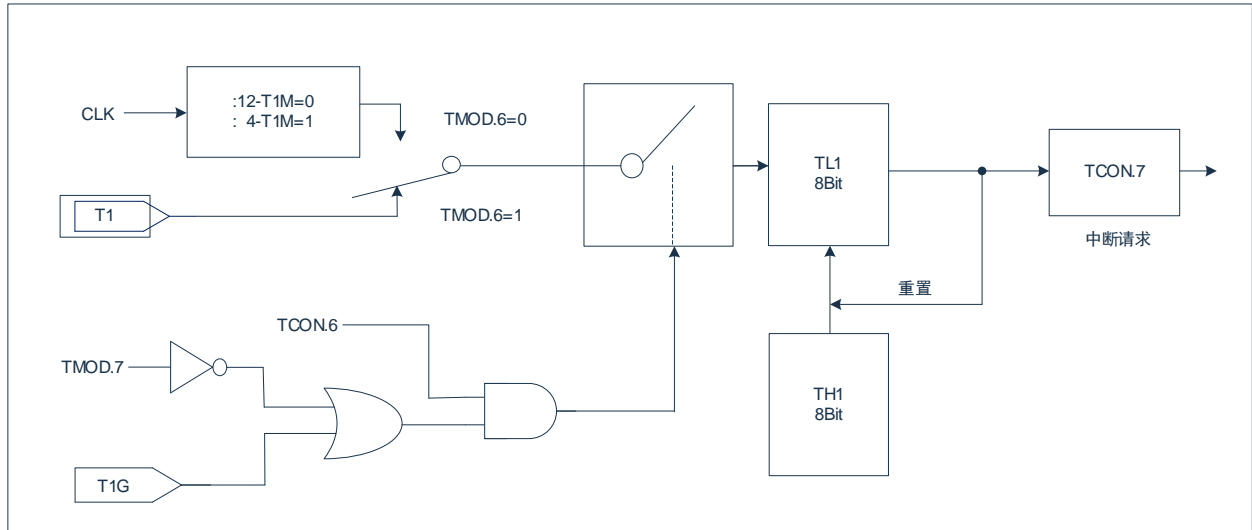 :12-T1M=0
: 4-T1M=1
CLK
TMOD.6=0
T1
TMOD.6=1
TL1
8Bit
TCON.7
中断请求
重置
TCON.6
TMOD.7
TH1
8Bit
T1G